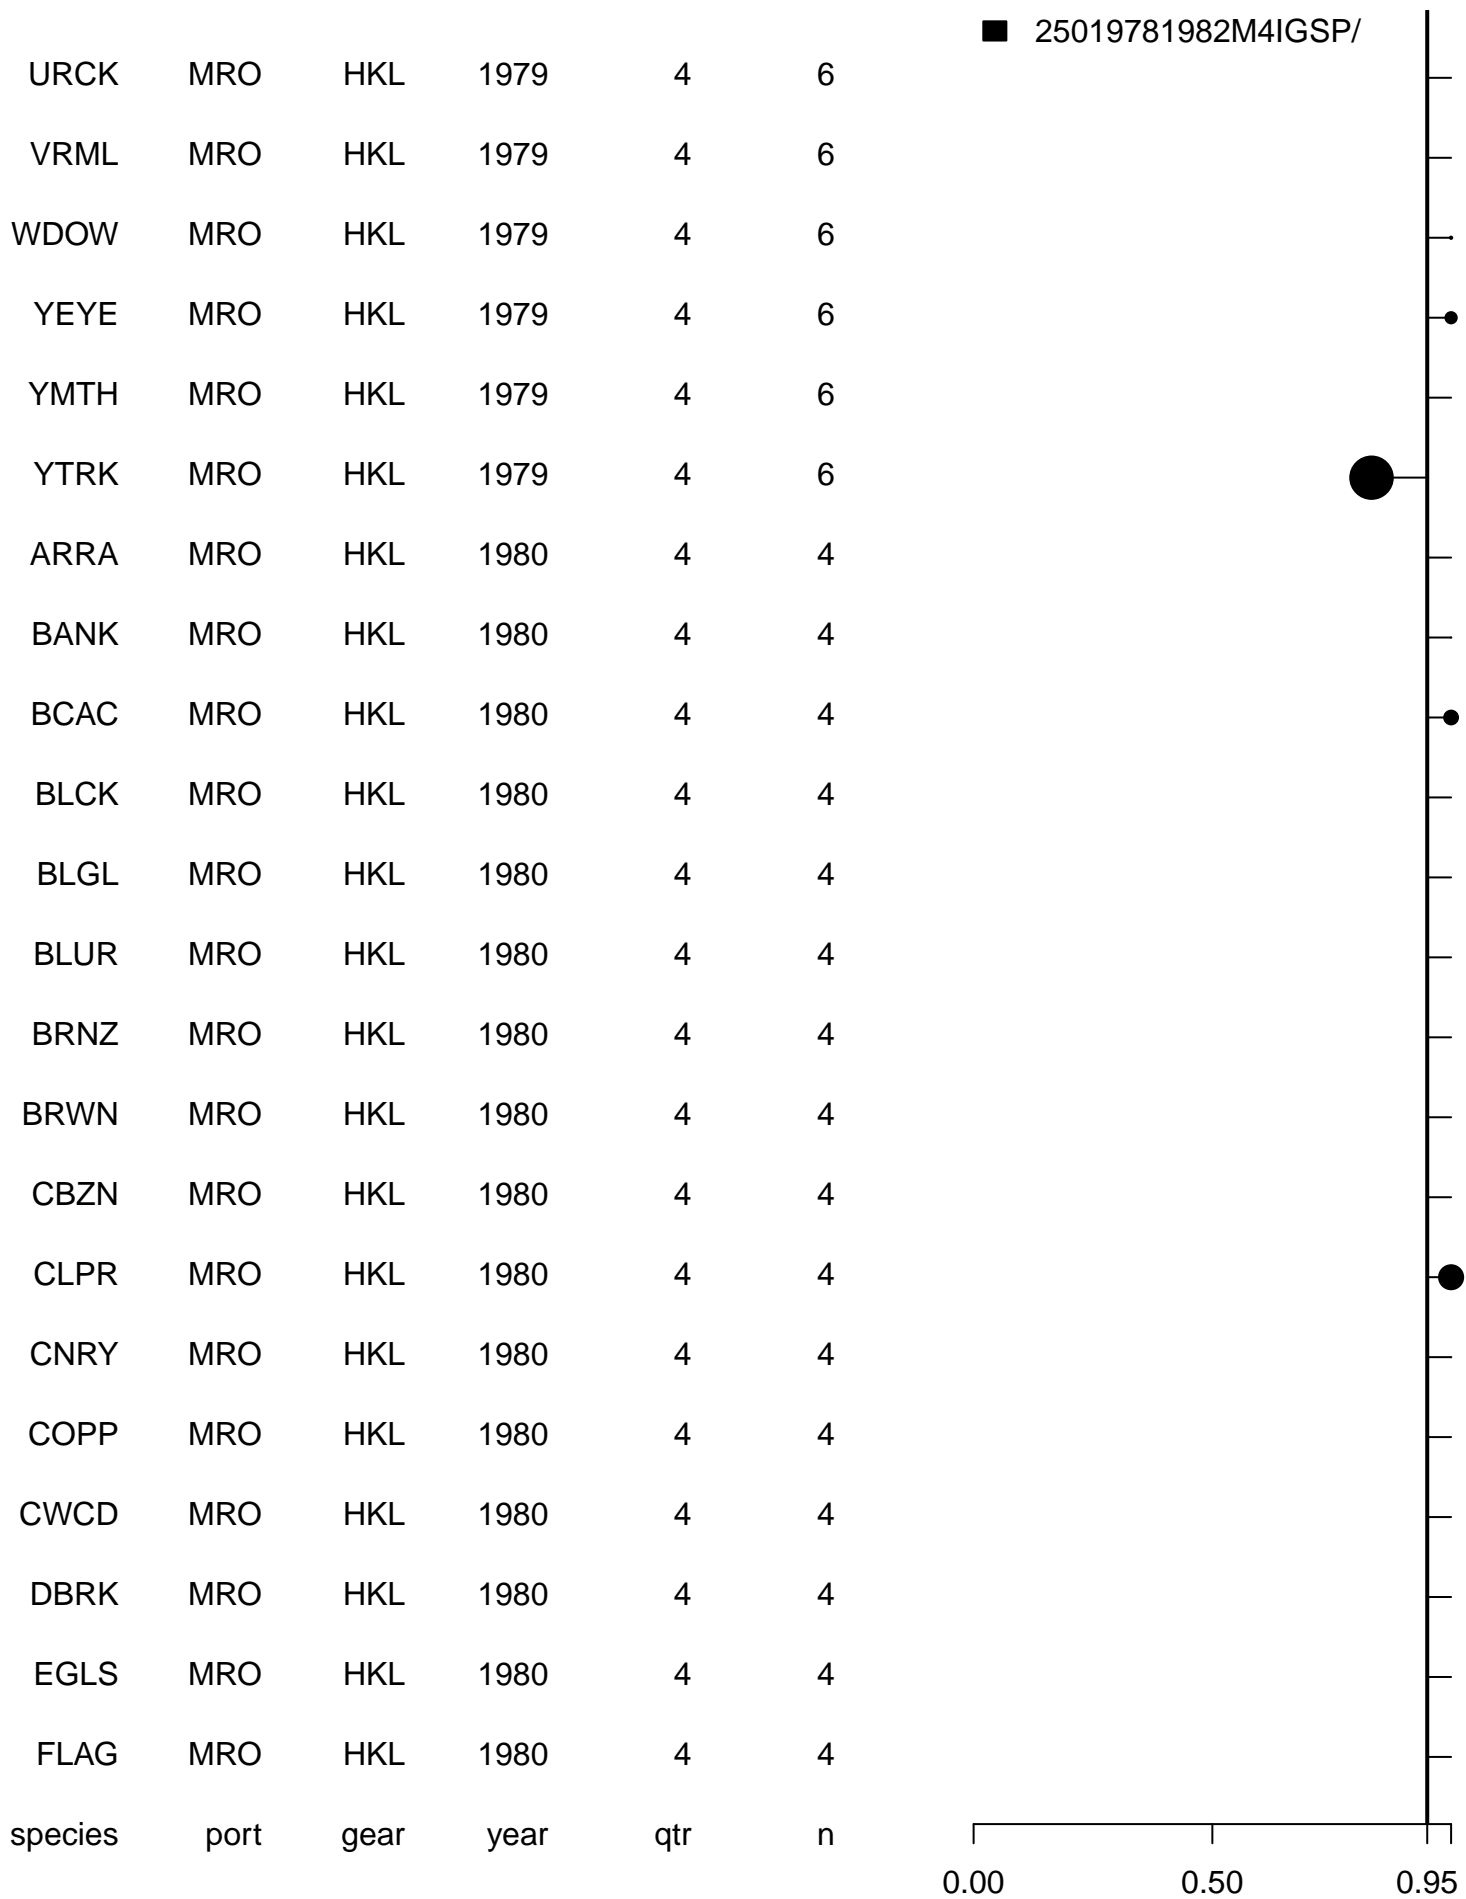 25019781982M4IGSP/
URCK MRO HKL 1979 4 6
VRML MRO HKL 1979 4 6
WDOW MRO HKL 1979 4 6
YEYE MRO HKL 1979 4 6
YMTH MRO HKL 1979 4 6
YTRK MRO HKL 1979 4 6
ARRA MRO HKL 1980 4 4
BANK MRO HKL 1980 4 4
BCAC MRO HKL 1980 4 4
BLCK MRO HKL 1980 4 4
BLGL MRO HKL 1980 4 4
BLUR MRO HKL 1980 4 4
BRNZ MRO HKL 1980 4 4
BRWN MRO HKL 1980 4 4
CBZN MRO HKL 1980 4 4
CLPR MRO HKL 1980 4 4
CNRY MRO HKL 1980 4 4
COPP MRO HKL 1980 4 4
CWCD MRO HKL 1980 4 4
DBRK MRO HKL 1980 4 4
EGLS MRO HKL 1980 4 4
FLAG MRO HKL 1980 4 4
species port gear year qtr n
0.00 0.50 0.95